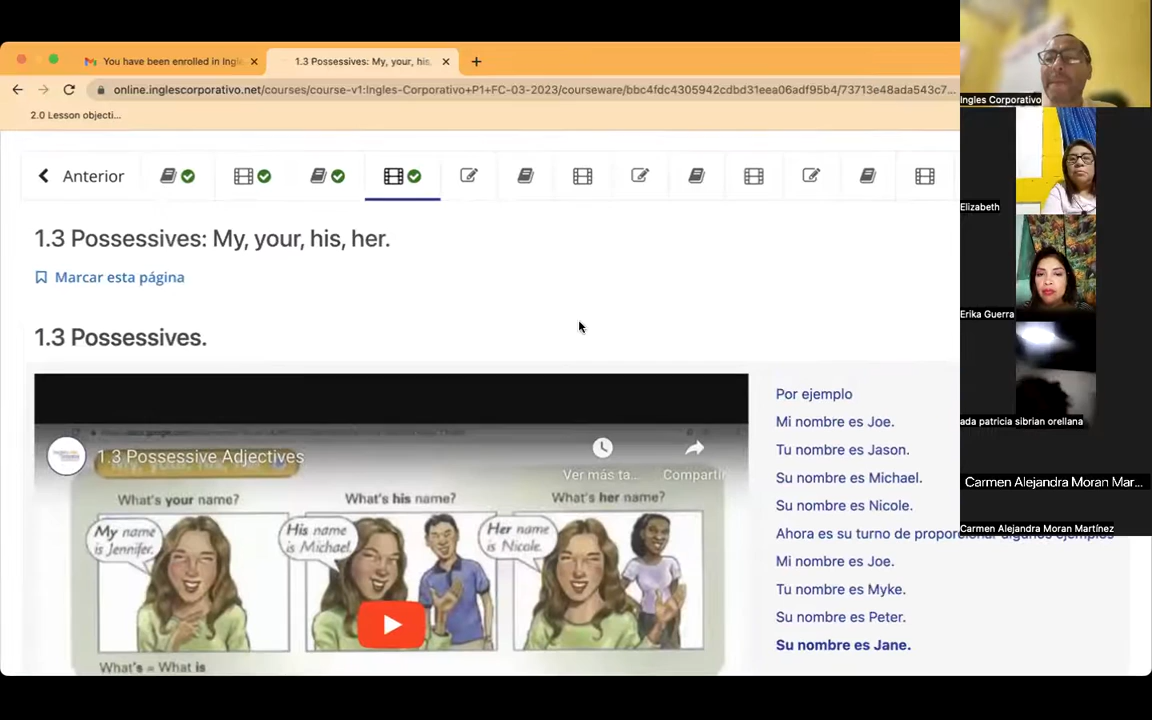 You have been enrolled in Ingle
1.3 Possessives: My, your, his,
online.inglescorporativo.net/courses/course-v1:Ingles-Corporativo+P1+FC-03-2023/courseware/bbc4fdc4305942cdbd31eea06adf95b4/73713e48ada543c7...
2.0 Lesson objecti...
Anterior
1.3 Possessives: My, your, his, her.
Marcar esta página
1.3 Possessives.
1.3 Possessive Adjectives
Ver más ta...
Compartir
What's your name?
What's his name?
What's her name?
My name is Jennifer.
His name is Michael.
Her name is Nicole.
What's = What is
Por ejemplo
Mi nombre es Joe.
Tu nombre es Jason.
Su nombre es Michael.
Su nombre es Nicole.
Ahora es su turno de proporcionar algunos ejemplos
Mi nombre es Joe.
Tu nombre es Myke.
Su nombre es Peter.
Su nombre es Jane.
Ingles Corporativo
Elizabeth
Erika Guerra
ada patricia sibrian orellana
Carmen Alejandra Moran Mar...
Carmen Alejandra Moran Martínez